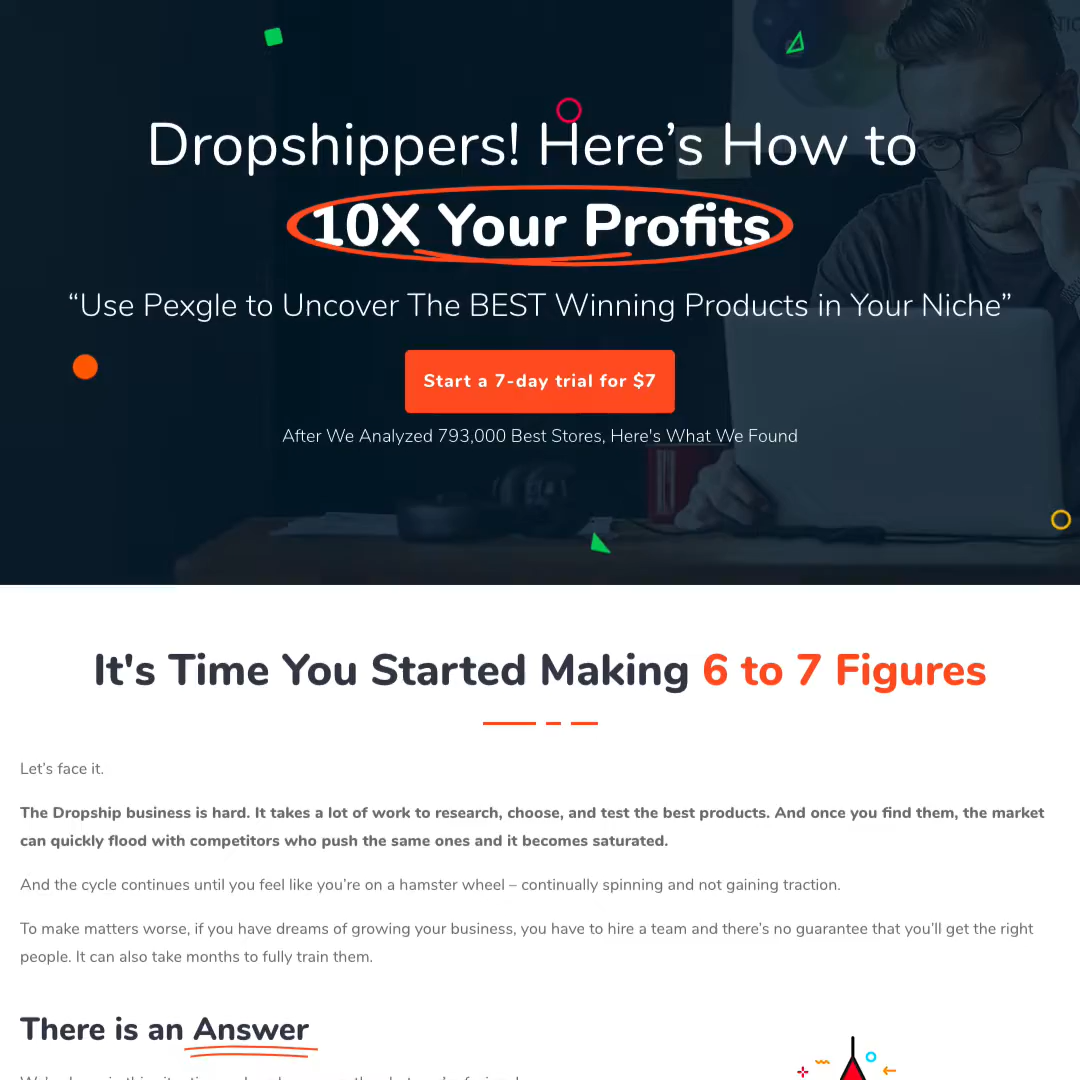 Dropshippers! Here’s How to
10X Your Profits
“Use Pexgle to Uncover The BEST Winning Products in Your Niche”
Start a 7-day trial for $7
After We Analyzed 793,000 Best Stores, Here's What We Found
It's Time You Started Making 6 to 7 Figures
Let’s face it.
The Dropship business is hard. It takes a lot of work to research, choose, and test the best products. And once you find them, the market
can quickly flood with competitors who push the same ones and it becomes saturated.
And the cycle continues until you feel like you’re on a hamster wheel – continually spinning and not gaining traction.
To make matters worse, if you have dreams of growing your business, you have to hire a team and there’s no guarantee that you’ll get the right
people. It can also take months to fully train them.
There is an Answer